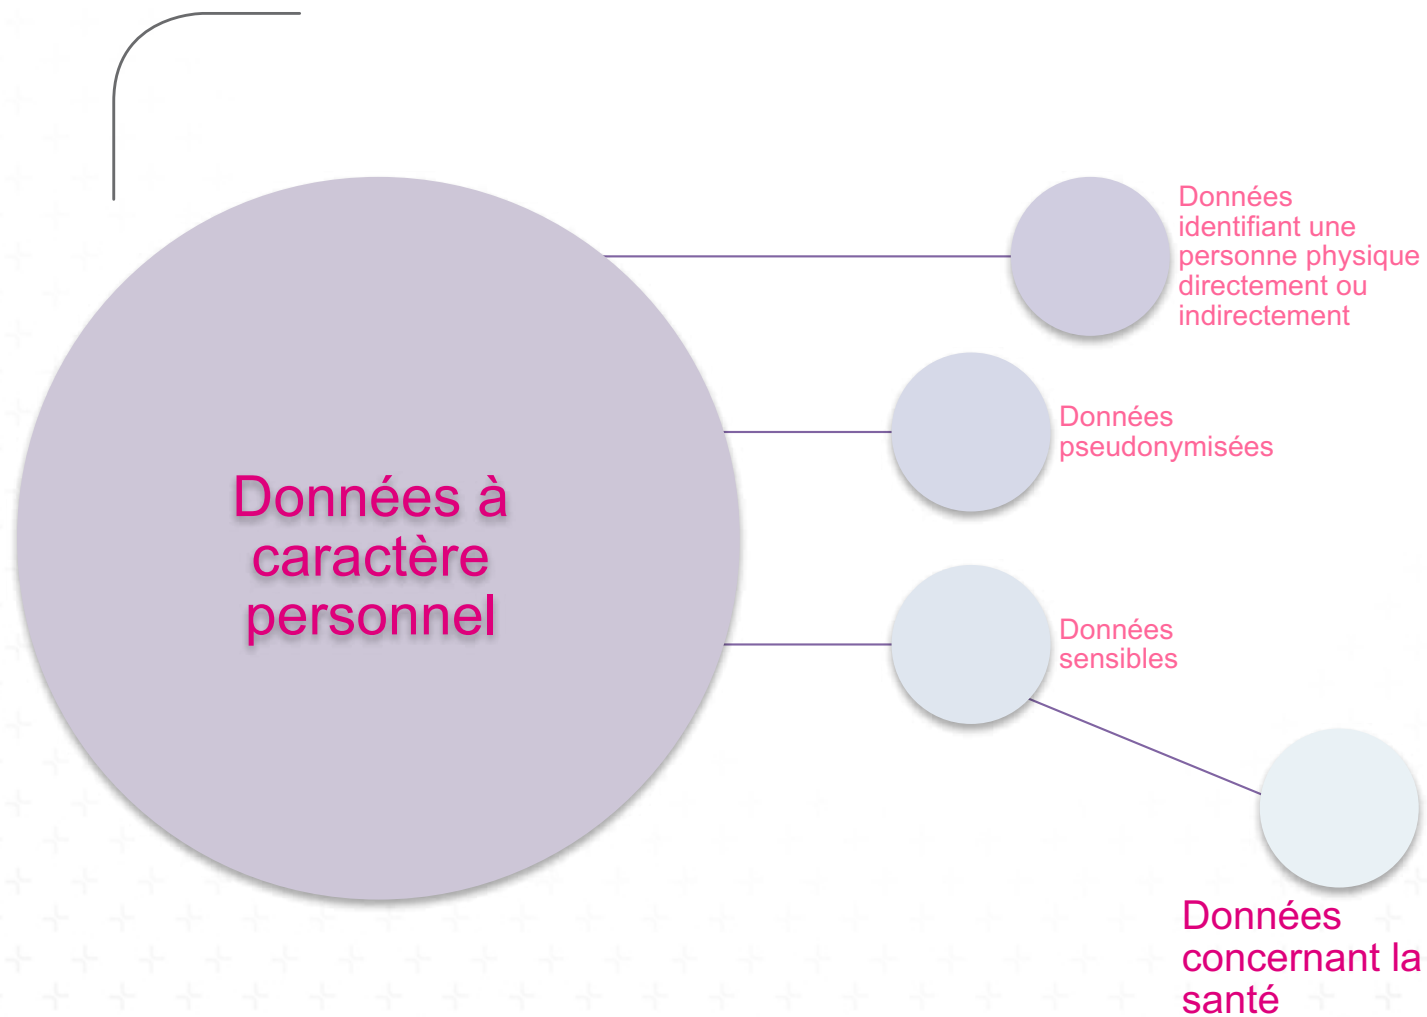 Données à
caractère
personnel
Données
identifiant une
personne physique
directement ou
indirectement
Données
pseudonymisées
Données
sensibles
Données
concernant la
santé